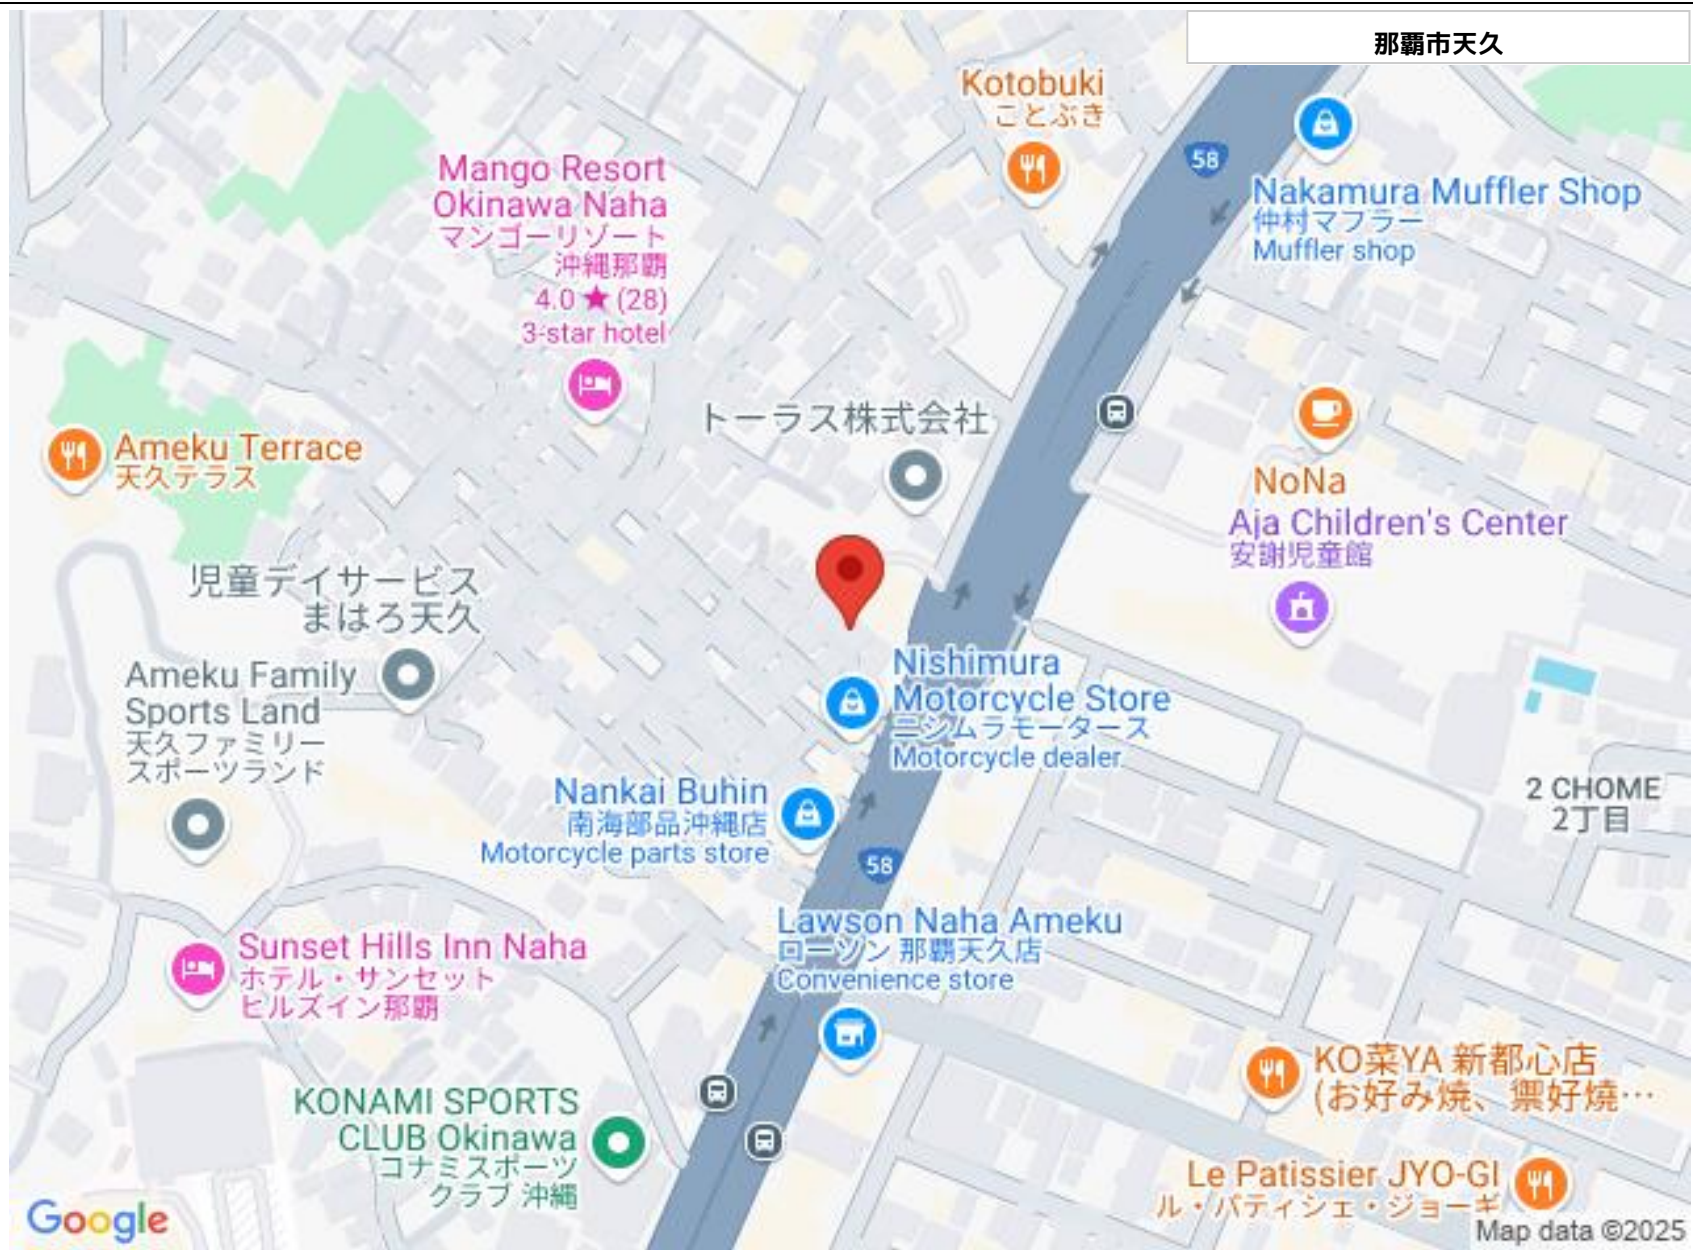 那覇市天久
Kotobuki
ことぶき
58
Nakamura Muffler Shop
仲村マフラー
Muffler shop
Mango Resort
Okinawa Naha
マンゴーリゾート
沖縄那覇
4.0 ★ (28)
3-star hotel
トーラス株式会社
Ameku Terrace
天久テラス
NoNa
Aja Children's Center
安謝児童館
児童デイサービス
まはろ天久
Ameku Family
Sports Land
天久ファミリー
スポーツランド
Nishimura
Motorcycle Store
ニシムラモータース
Motorcycle dealer
Nankai Buhin
南海部品沖縄店
Motorcycle parts store
2 CHOME
2丁目
58
Lawson Naha Ameku
ローソン 那覇天久店
Convenience store
Sunset Hills Inn Naha
ホテル・サンセット
ヒルズイン那覇
KO菜YA 新都心店
(お好み焼、禦好燒…
KONAMI SPORTS
CLUB Okinawa
コナミスポーツ
クラブ 沖縄
Le Patissier JYO-GI
ル・パティシェ・ジョーギ
Google
Map data ©2025